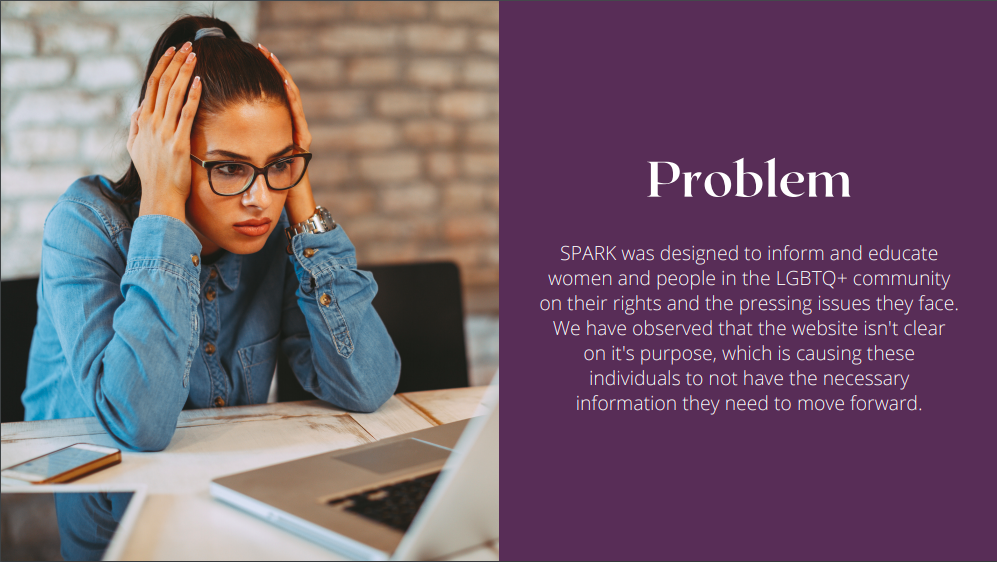 Problem
SPARK was designed to inform and educate
women and people in the LGBTQ+ community
on their rights and the pressing issues they face.
We have observed that the website isn't clear
on it's purpose, which is causing these
individuals to not have the necessary
information they need to move forward.